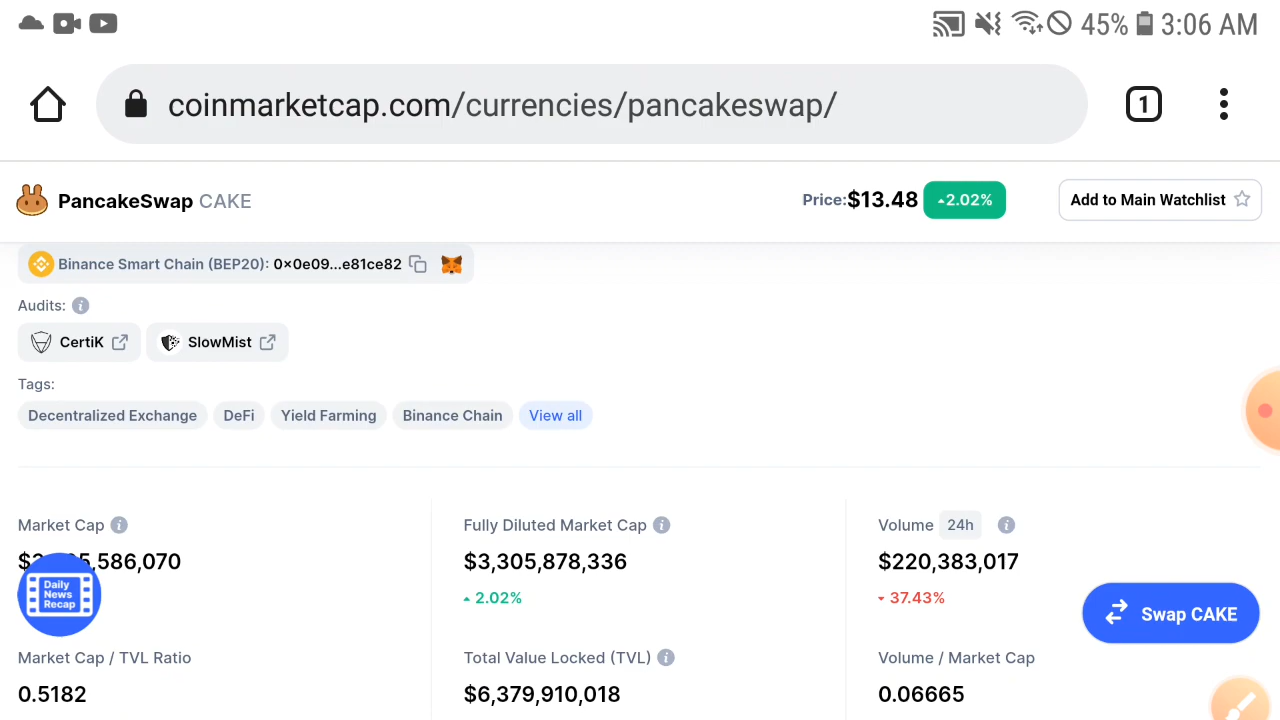 45% 3:06 AM
coinmarketcap.com/currencies/pancakeswap/ 1
PancakeSwap CAKE Price:$13.48 2.02% Add to Main Watchlist
Binance Smart Chain (BEP20): 0x0e09...e81ce82
Audits:
CertiK SlowMist
Tags:
Decentralized Exchange DeFi Yield Farming Binance Chain View all
Market Cap Fully Diluted Market Cap Volume 24h
5,586,070 $3,305,878,336 $220,383,017
2.02% 37.43%
Daily
News
Recap
Swap CAKE
Market Cap / TVL Ratio Total Value Locked (TVL) Volume / Market Cap
0.5182 $6,379,910,018 0.06665